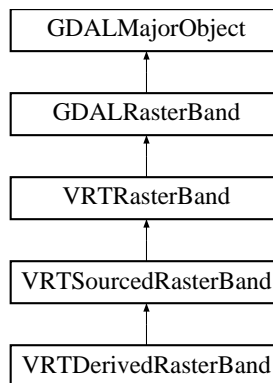 GDALMajorObject
GDALRasterBand
VRTRasterBand
VRTSourcedRasterBand
VRTDerivedRasterBand